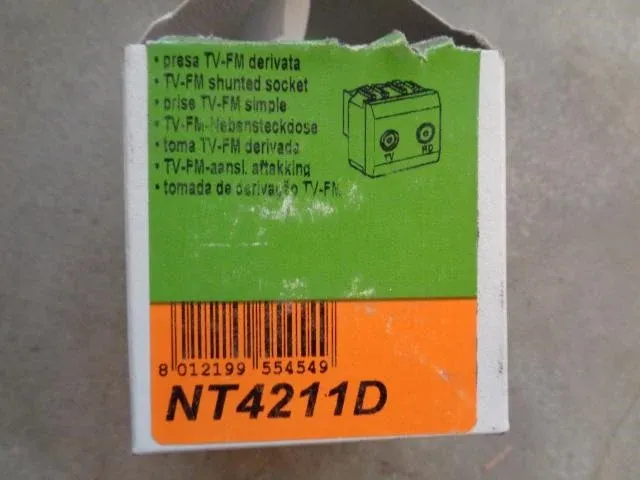 • presa TV-FM derivata
• TV-FM shunted socket
• prise TV-FM simple
• TV-FM-Nebensteckdose
• toma TV-FM derivada
• TV-FM-aansl. aftakking
• tomada de derivação TV-FM
TV RD
8 012199 554549
NT4211D